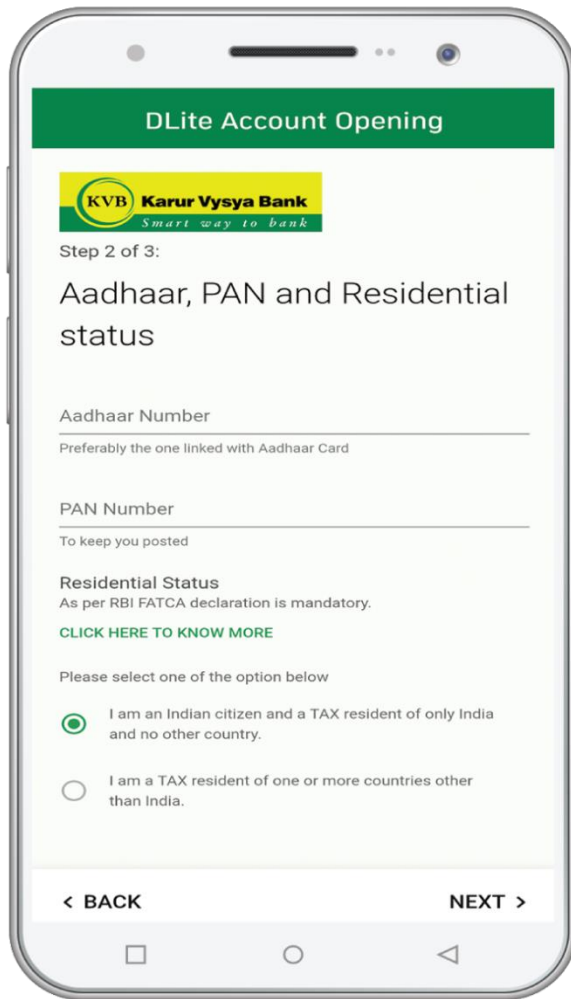 DLite Account Opening
KVB Karur Vysya Bank
Smart way to bank
Step 2 of 3:
Aadhaar, PAN and Residential
status
Aadhaar Number
Preferably the one linked with Aadhaar Card
PAN Number
To keep you posted
Residential Status
As per RBI FATCA declaration is mandatory.
CLICK HERE TO KNOW MORE
Please select one of the option below
I am an Indian citizen and a TAX resident of only India
and no other country.
I am a TAX resident of one or more countries other
than India.
< BACK NEXT >